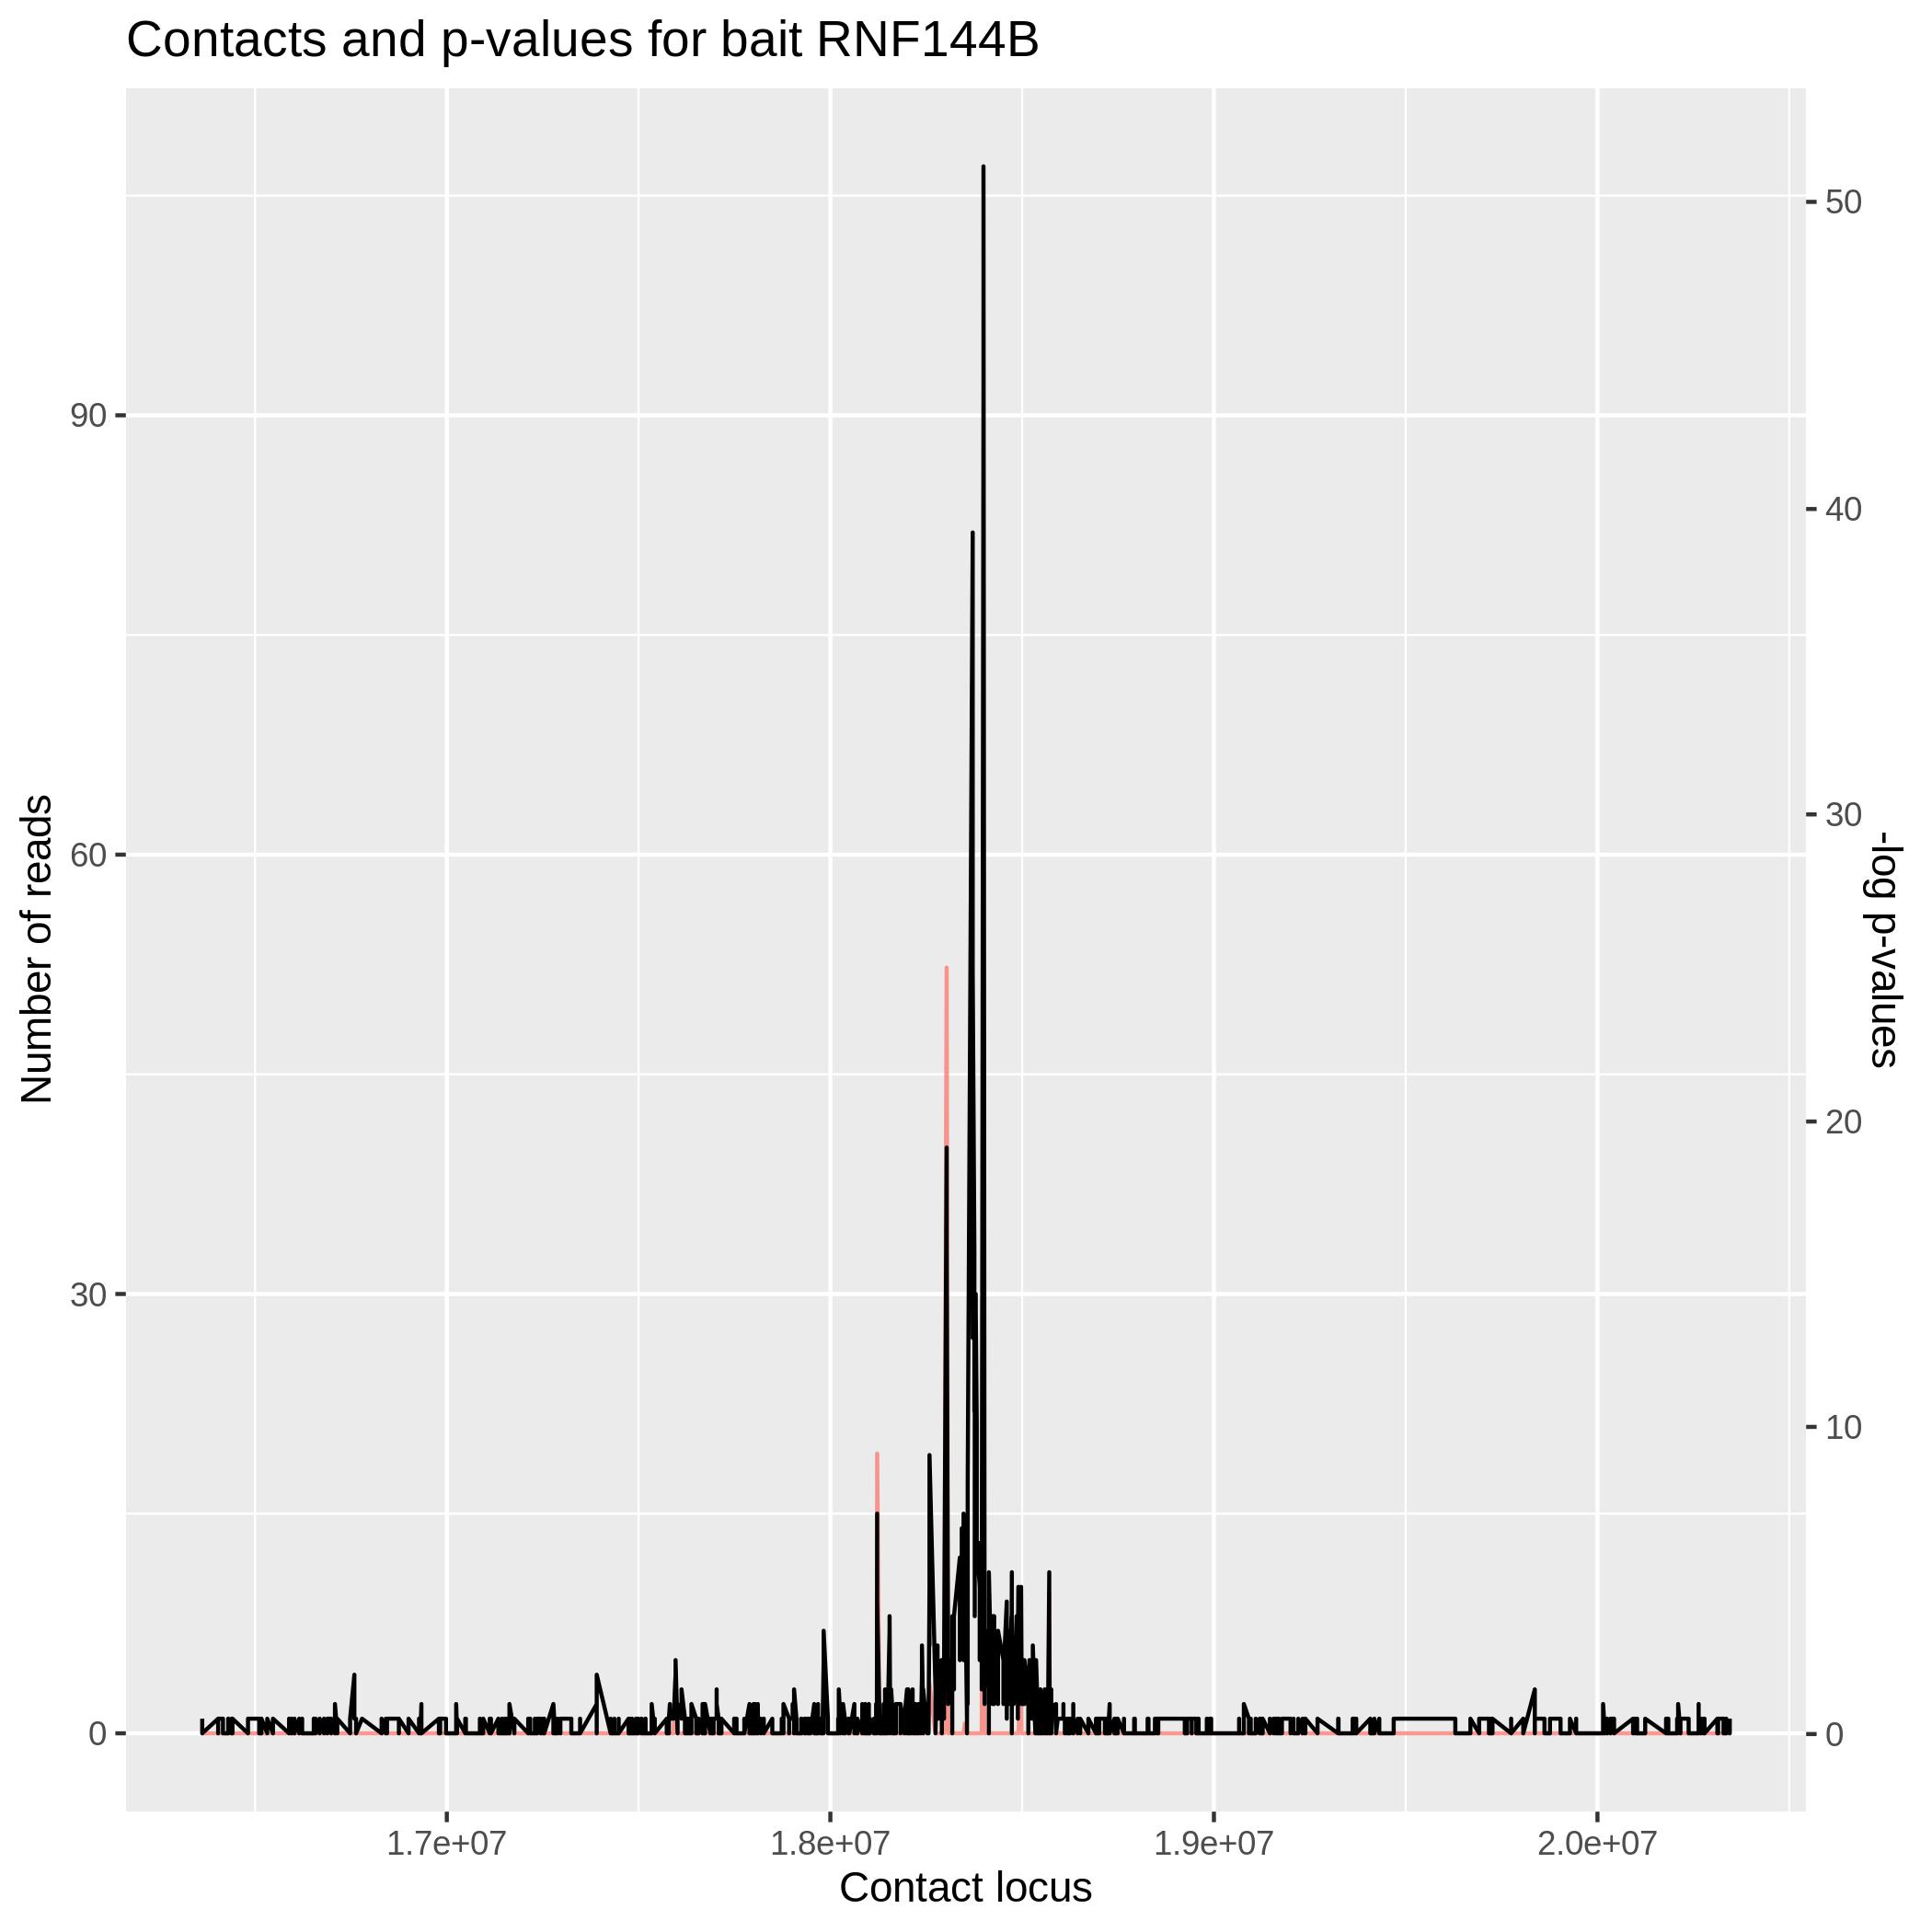 Contacts and p-values for bait RNF144B
Number of reads
90
60
30
0
50
40
30
20
10
0
-log p-values
1.7e+07
1.8e+07
1.9e+07
2.0e+07
Contact locus